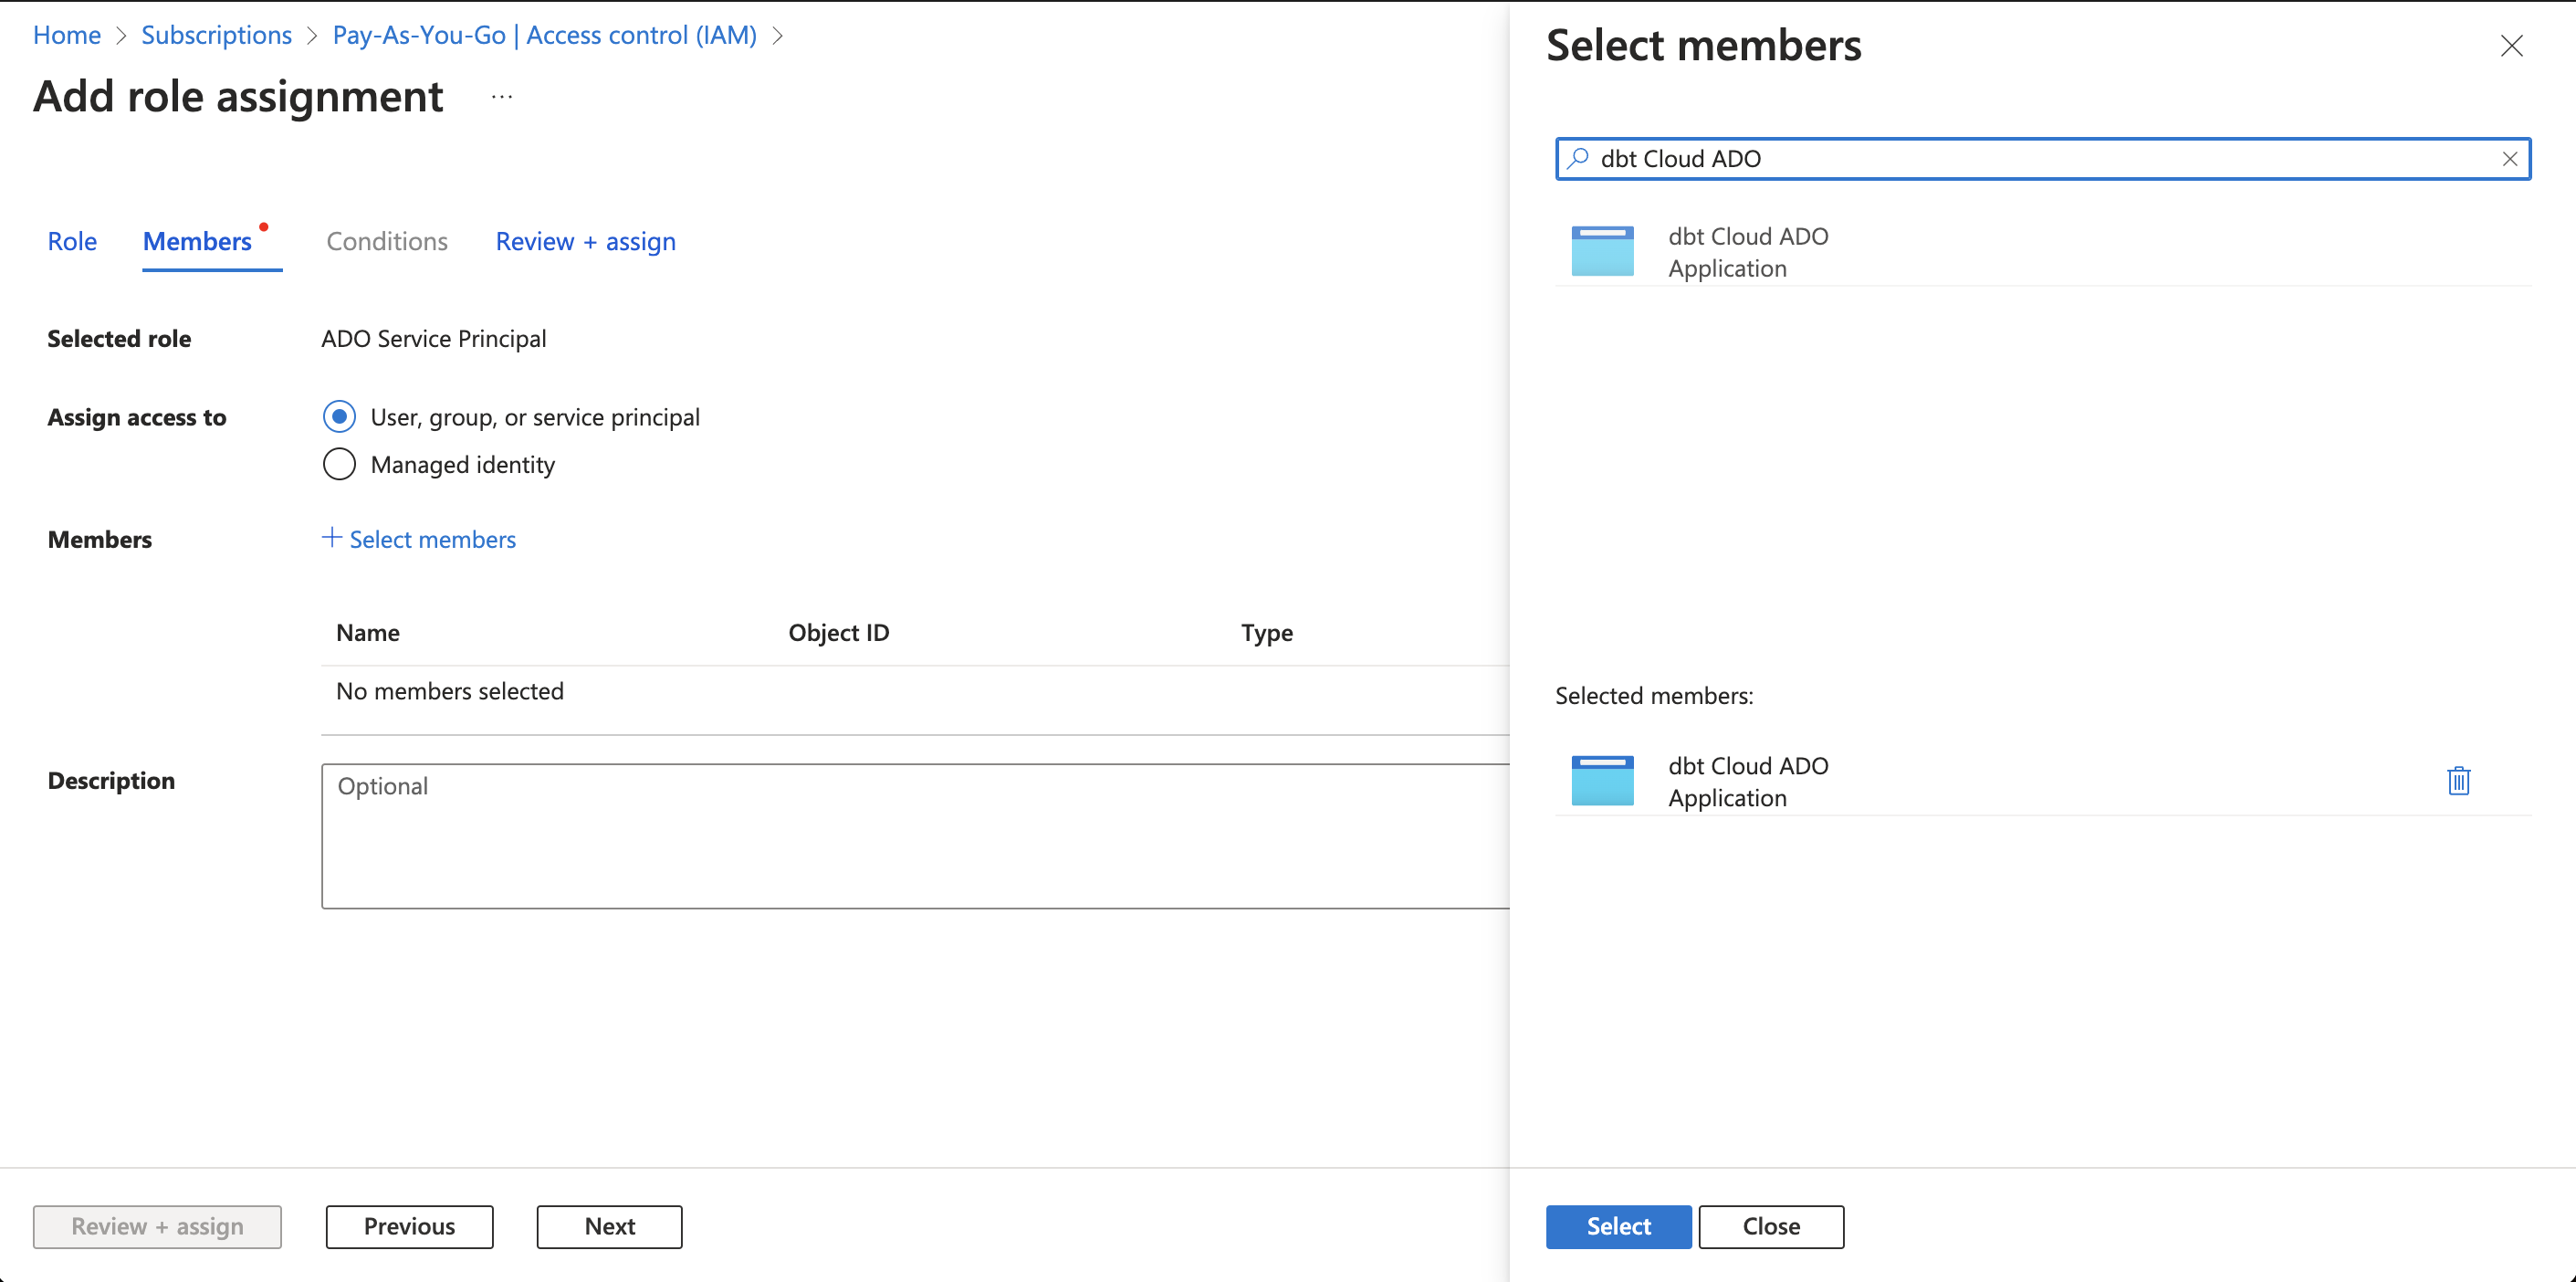 Home > Subscriptions > Pay-As-You-Go | Access control (IAM) >
Add role assignment ...
Role Members Conditions Review + assign
Selected role ADO Service Principal
Assign access to User, group, or service principal
Managed identity
Members + Select members
Name Object ID Type
No members selected
Description Optional
Review + assign Previous Next
Select members
dbt Cloud ADO
dbt Cloud ADO
Application
Selected members:
dbt Cloud ADO
Application
Select Close